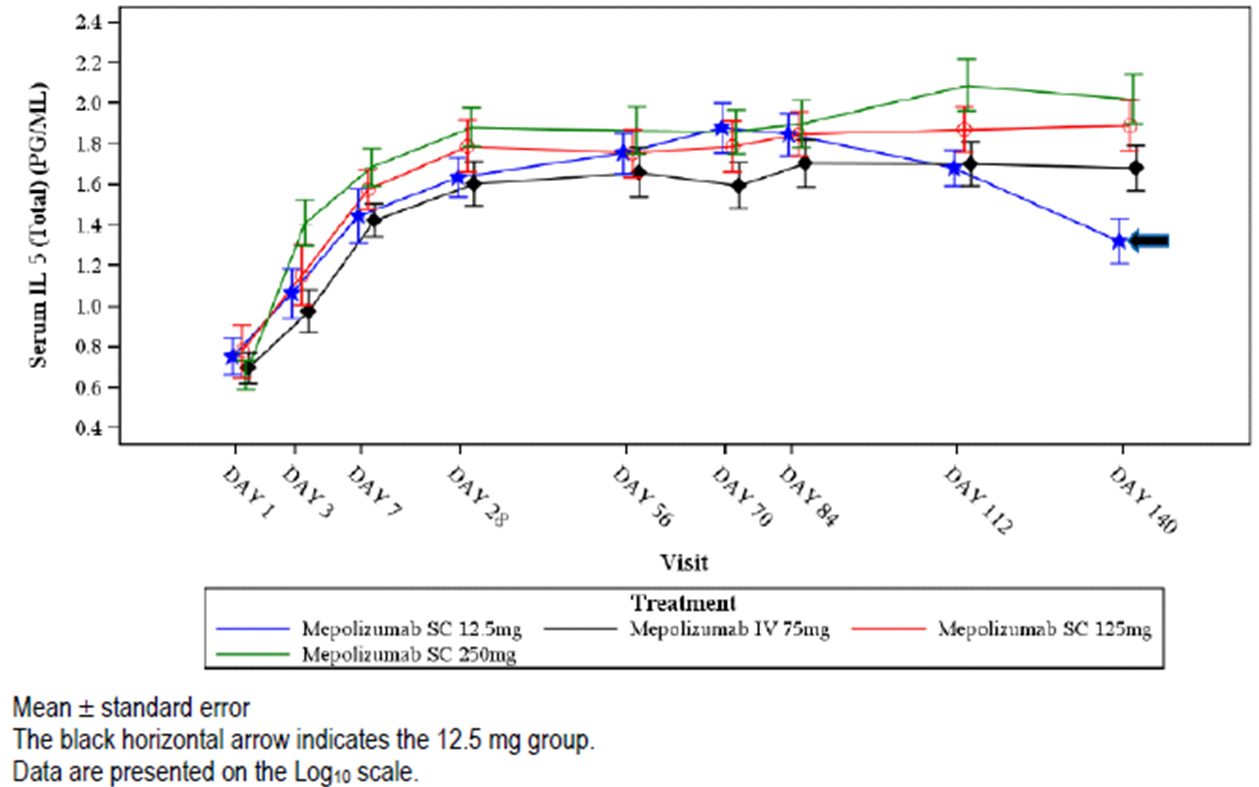 2.4
2.2
2.0
1.8
1.6
1.4
1.2
1.0
0.8
0.6
0.4
Serum IL 5 (Total) (PG/ML)
DAY 1
DAY 3
DAY 7
DAY 28
DAY 56
DAY 70
DAY 84
DAY 112
DAY 140
Visit
Treatment
Mepolizumab SC 12.5mg Mepolizumab IV 75mg Mepolizumab SC 125mg
Mepolizumab SC 250mg
Mean ± standard error
The black horizontal arrow indicates the 12.5 mg group.
Data are presented on the Log₁₀ scale.